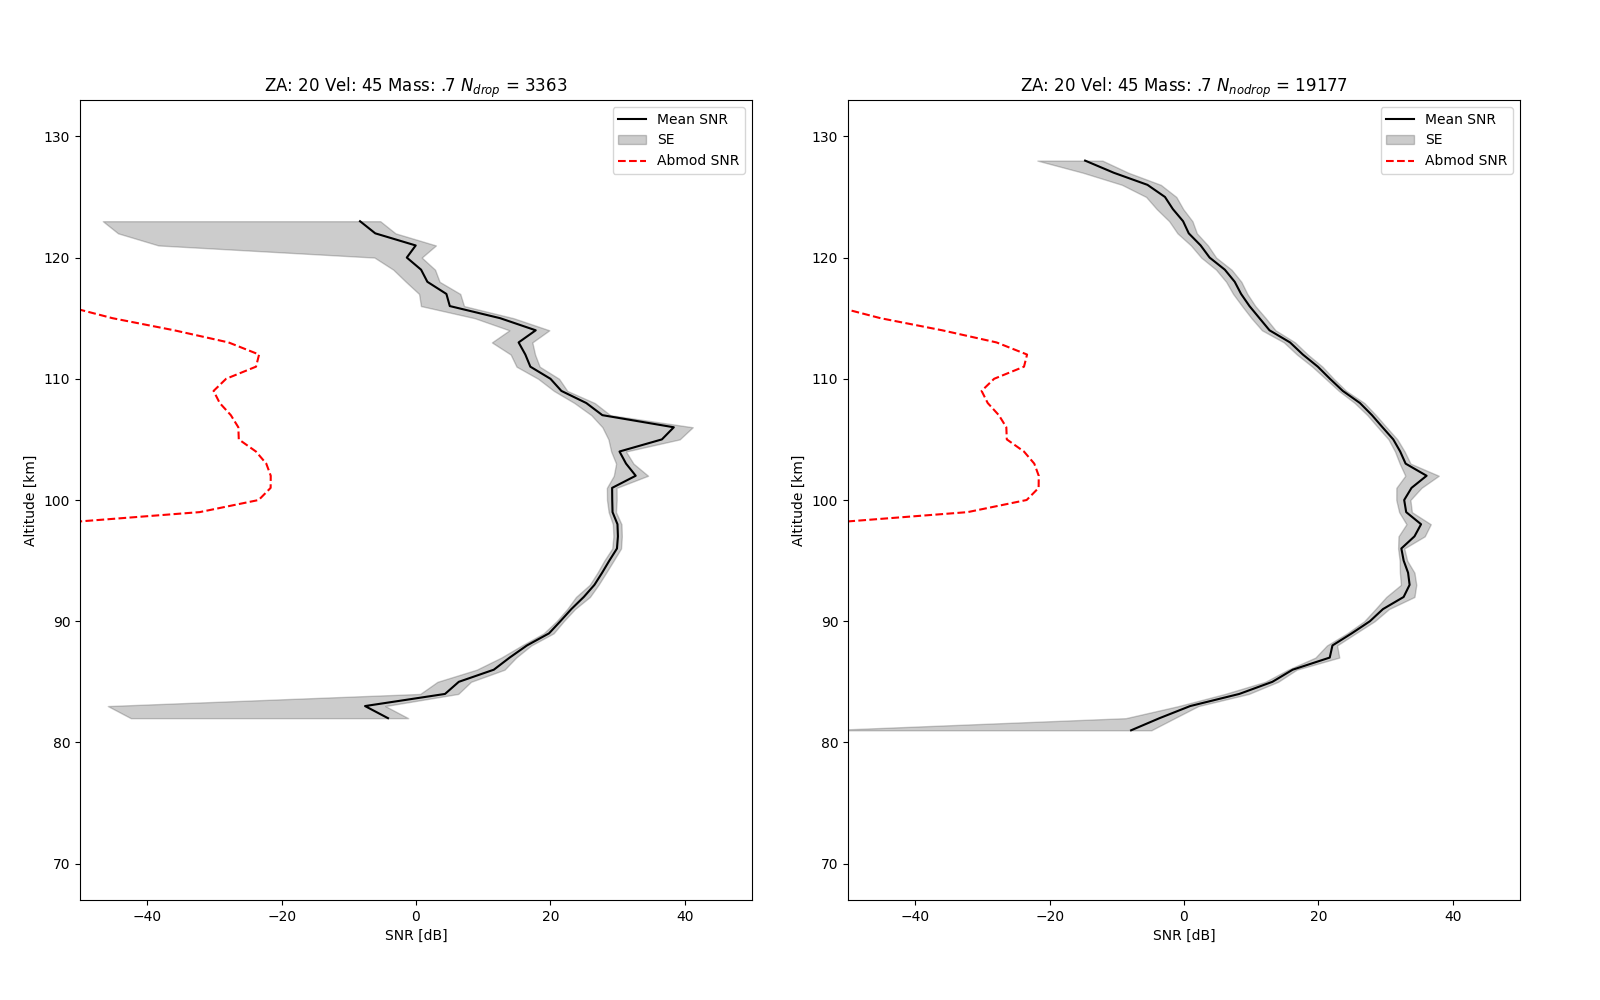 ZA: 20 Vel: 45 Mass: .7 N_drop = 3363
Mean SNR
SE
Abmod SNR
130
120
110
100
90
80
70
Altitude [km]
−40 −20 0 20 40
SNR [dB]
ZA: 20 Vel: 45 Mass: .7 N_nodrop = 19177
Mean SNR
SE
Abmod SNR
130
120
110
100
90
80
70
Altitude [km]
−40 −20 0 20 40
SNR [dB]